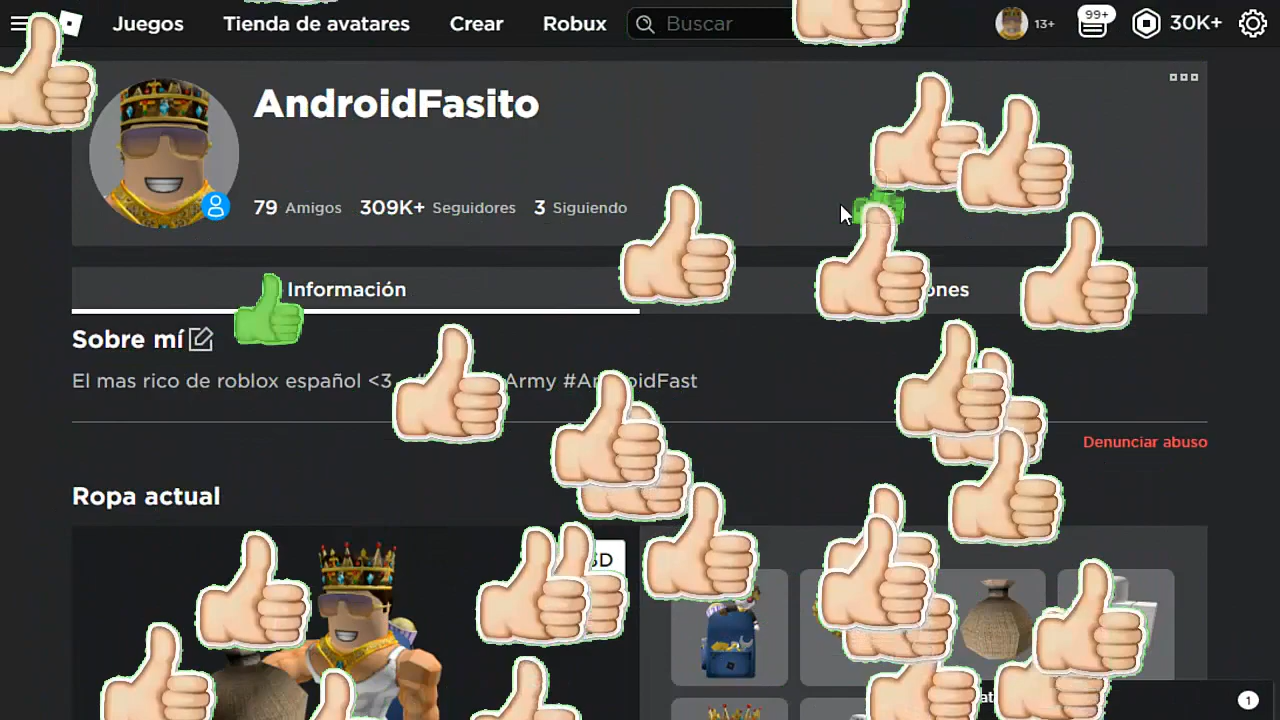 Juegos Tienda de avatares Crear Robux Buscar 13+ 99+ 30K+
AndroidFasito
79 Amigos 309K+ Seguidores 3 Siguiendo
Información
Sobre mí
El mas rico de roblox español <3 Army
Denunciar abuso
Ropa actual
1